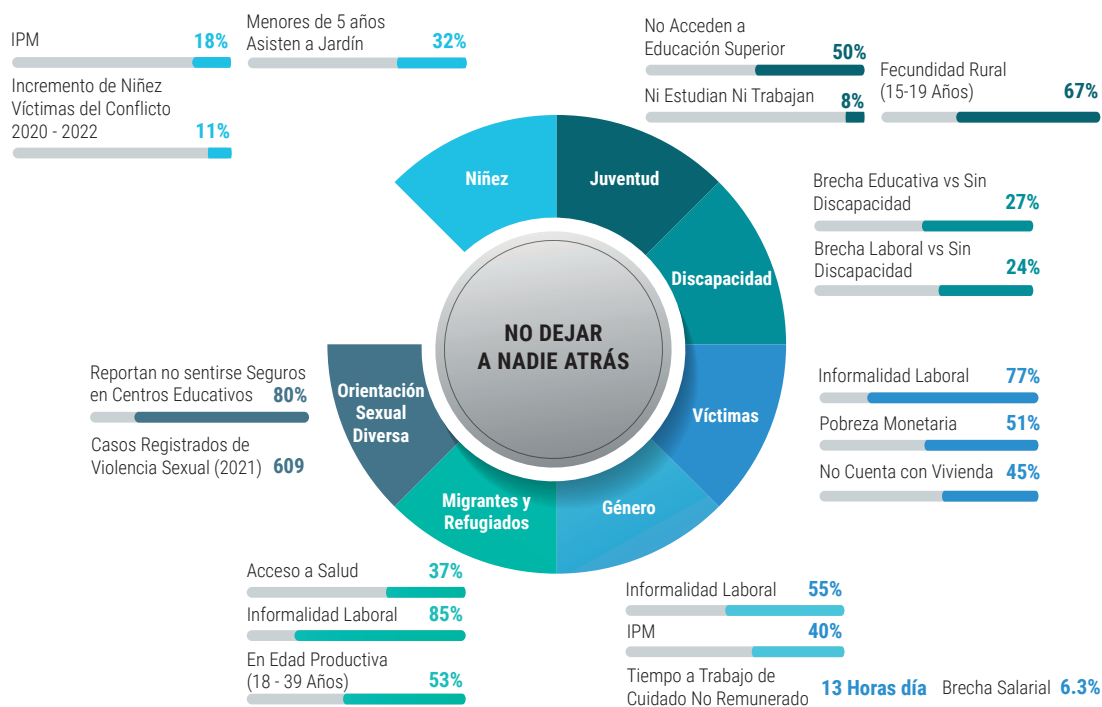 IPM 18%
Incremento de Niñez
Víctimas del Conflicto
2020 - 2022 11%
Menores de 5 años
Asisten a Jardín 32%
No Acceden a
Educación Superior 50%
Ni Estudian Ni Trabajan 8%
Fecundidad Rural
(15-19 Años) 67%
Niñez
Juventud
Discapacidad
Víctimas
Género
Migrantes y
Refugiados
Orientación
Sexual
Diversa
NO DEJAR
A NADIE ATRÁS
Brecha Educativa vs Sin
Discapacidad 27%
Brecha Laboral vs Sin
Discapacidad 24%
Informalidad Laboral 77%
Pobreza Monetaria 51%
No Cuenta con Vivienda 45%
Reportan no sentirse Seguros
en Centros Educativos 80%
Casos Registrados de
Violencia Sexual (2021) 609
Acceso a Salud 37%
Informalidad Laboral 85%
En Edad Productiva
(18 - 39 Años) 53%
Informalidad Laboral 55%
IPM 40%
Tiempo a Trabajo de
Cuidado No Remunerado 13 Horas día
Brecha Salarial 6.3%